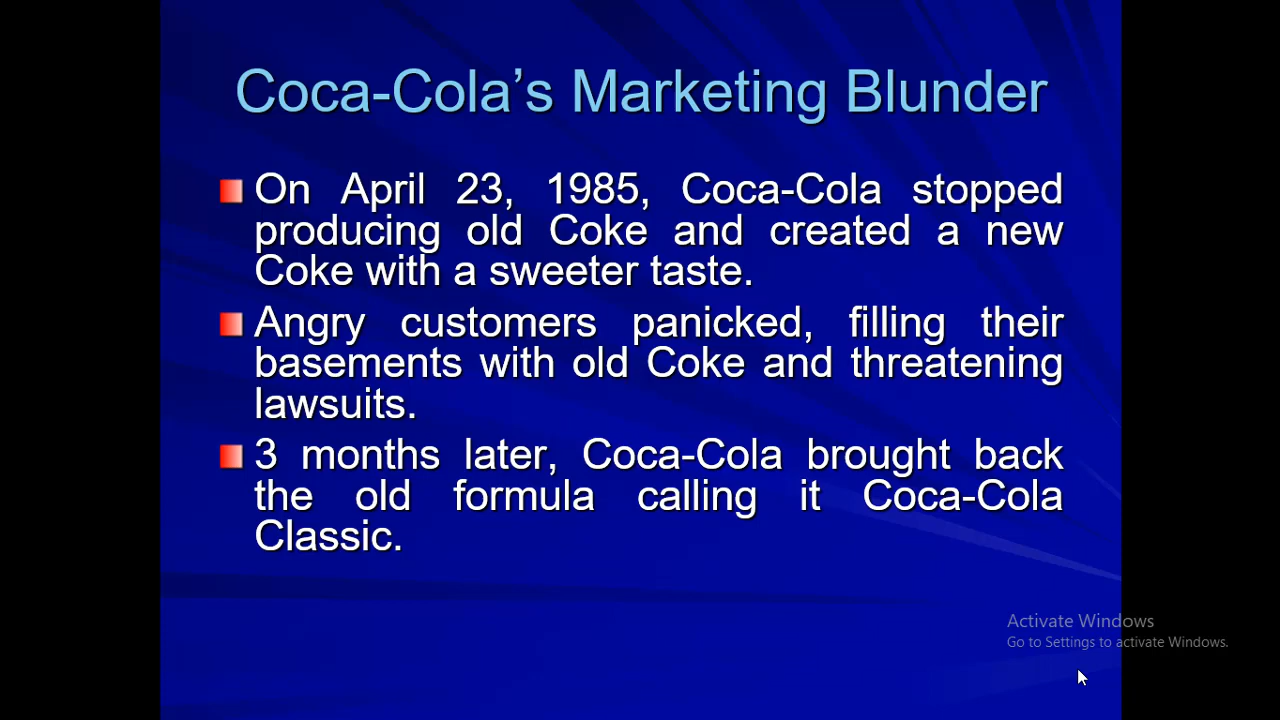 Coca-Cola’s Marketing Blunder
On April 23, 1985, Coca-Cola stopped
producing old Coke and created a new
Coke with a sweeter taste.
Angry customers panicked, filling their
basements with old Coke and threatening
lawsuits.
3 months later, Coca-Cola brought back
the old formula calling it Coca-Cola
Classic.
Activate Windows
Go to Settings to activate Windows.